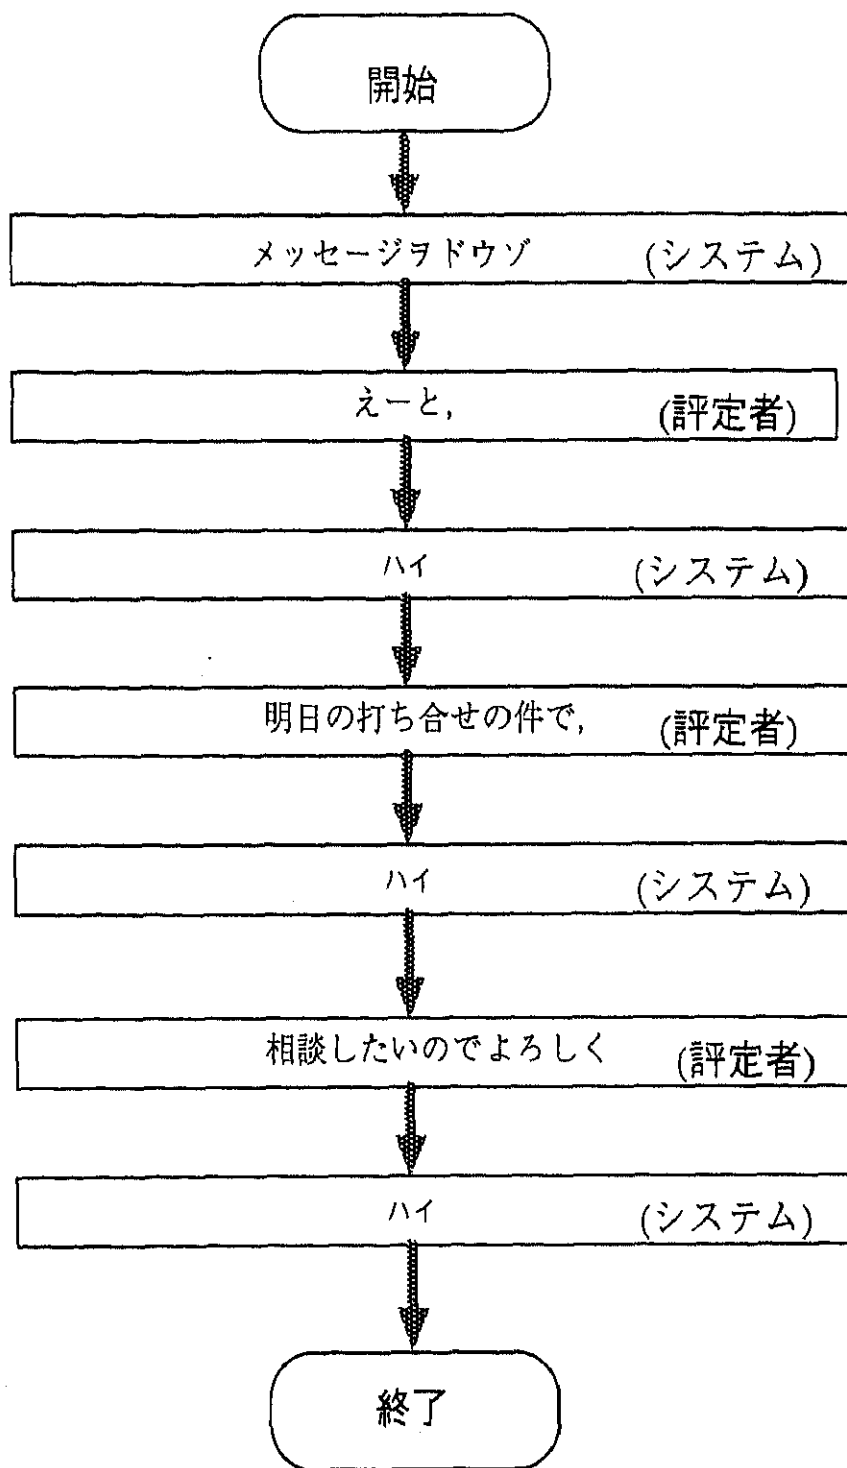 開始
メッセージヲドウゾ (システム)
えーと, (評定者)
ハイ (システム)
明日の打ち合せの件で, (評定者)
ハイ (システム)
相談したいのでよろしく (評定者)
ハイ (システム)
終了